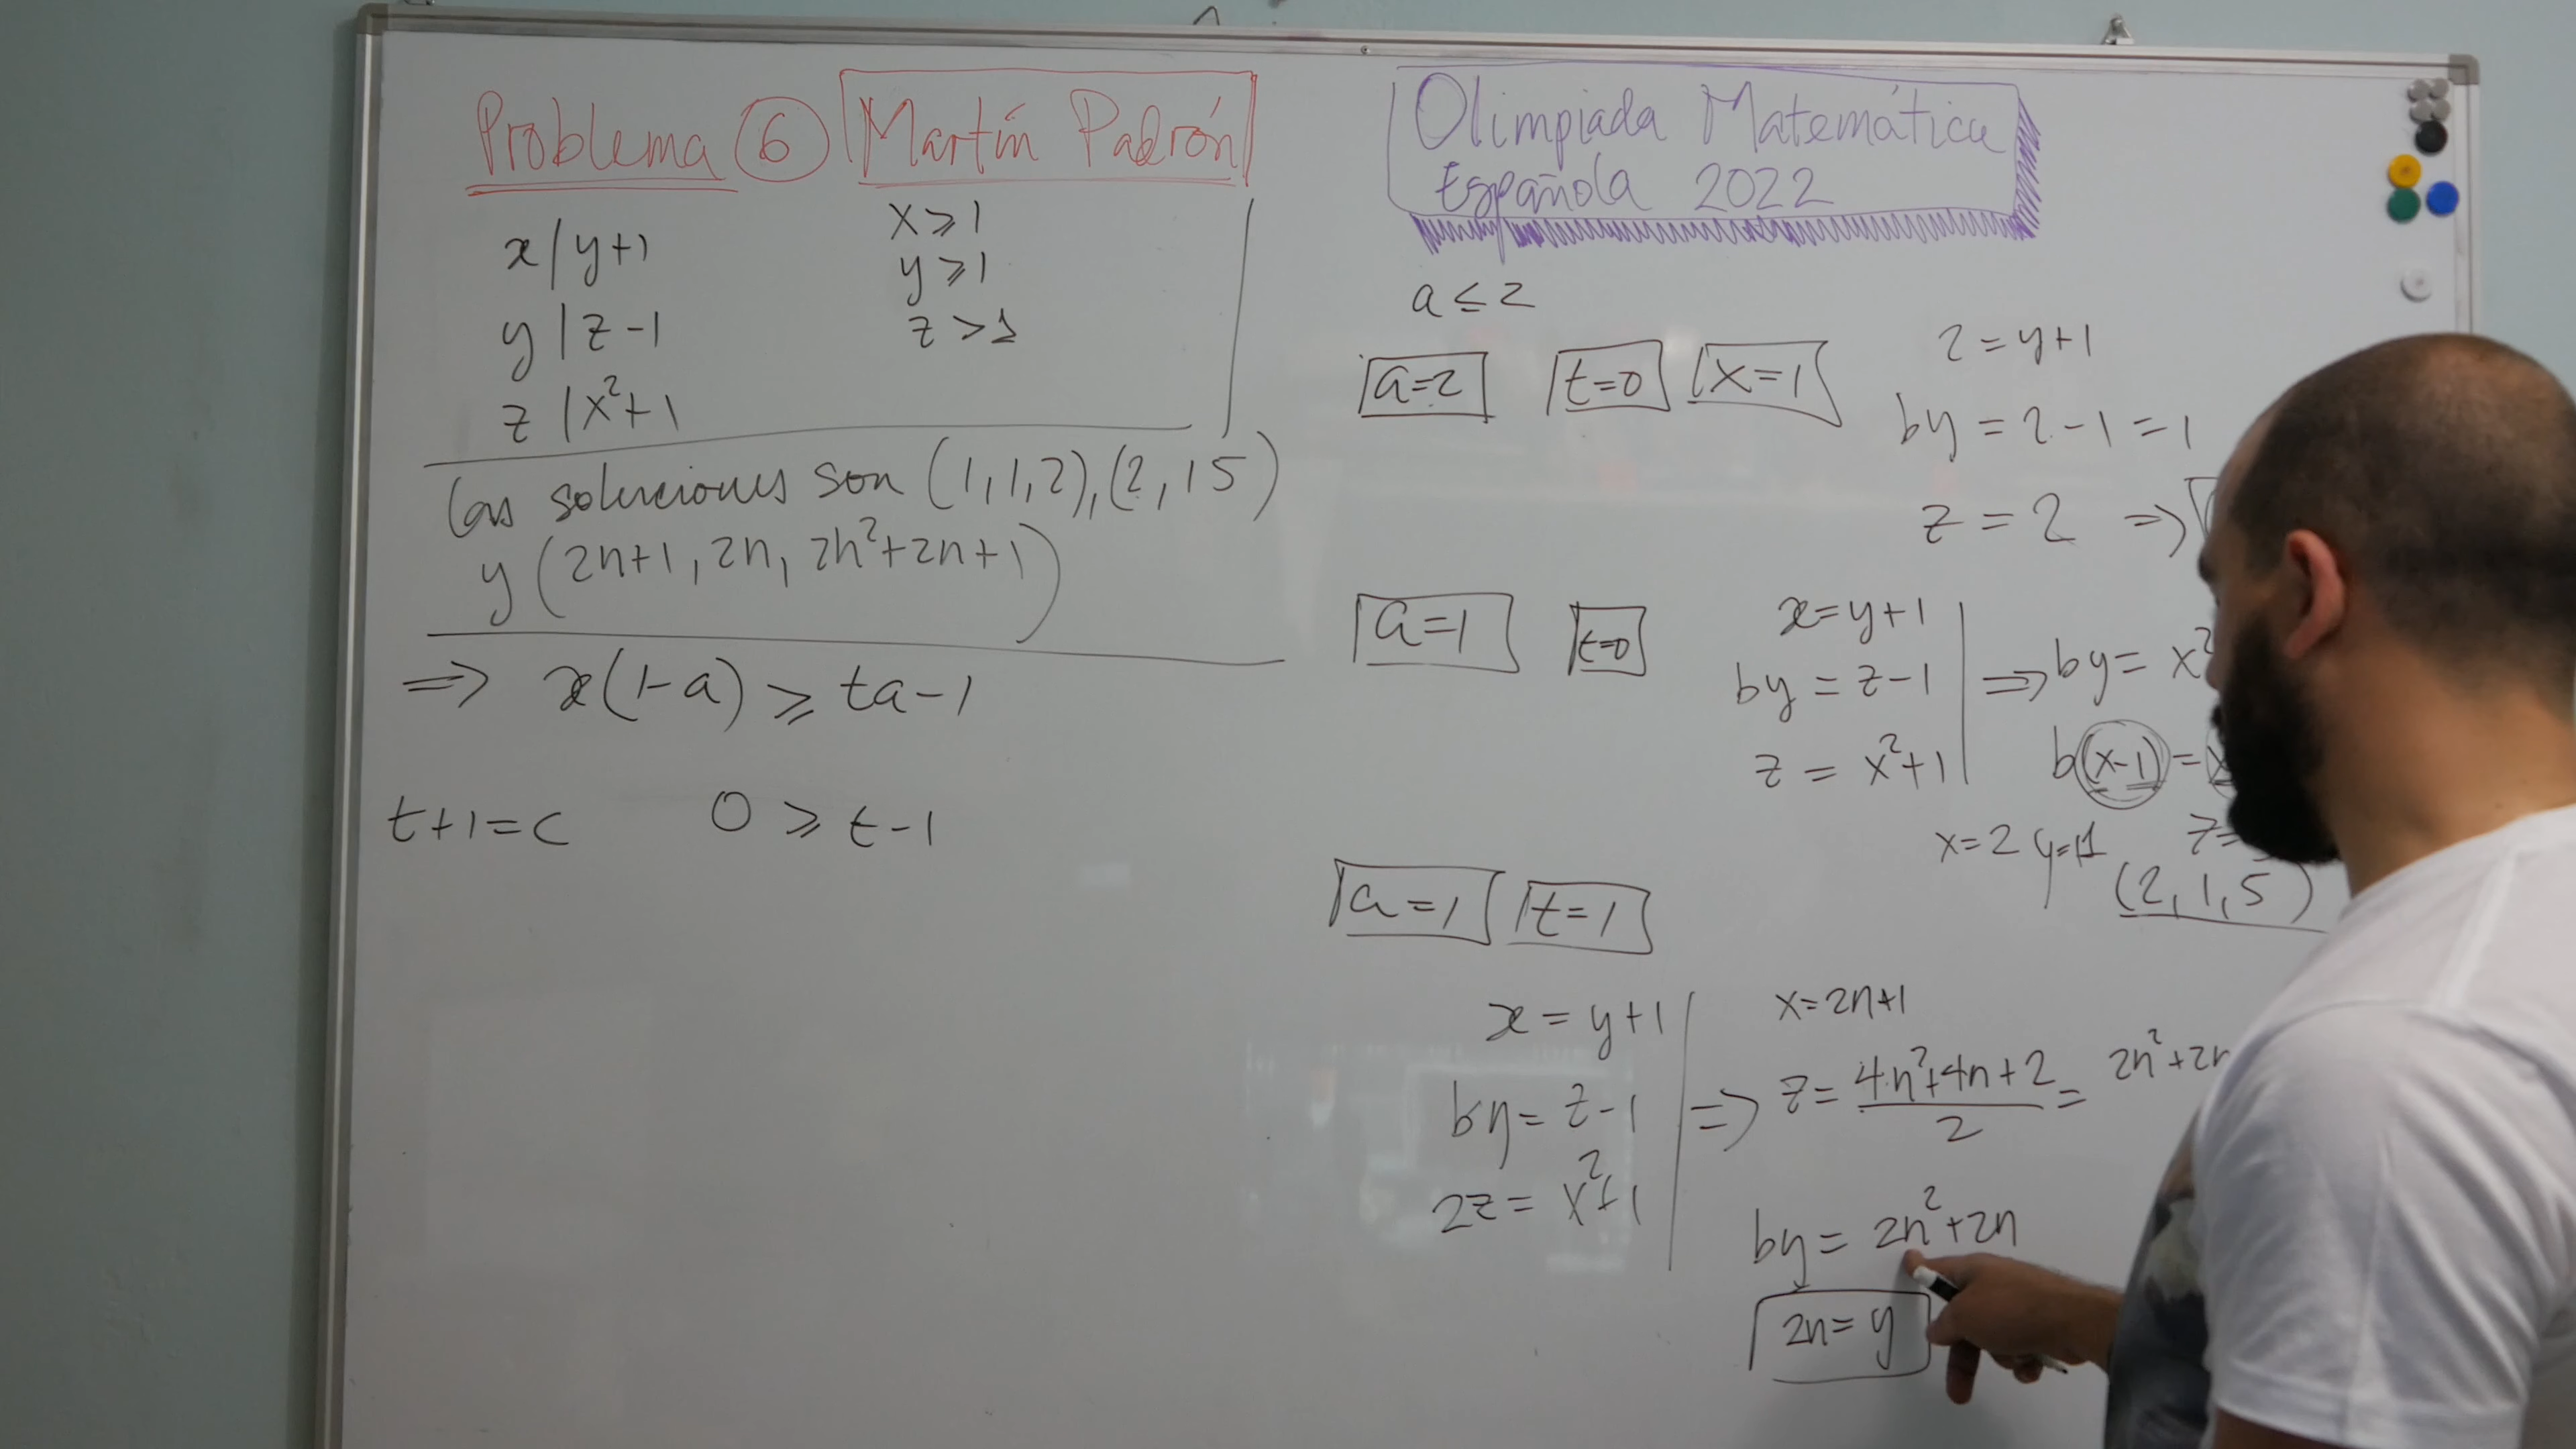 Problema 6 Martín Padrón
x | y+1
y | z-1
z | x²+1
x ⩾ 1
y ⩾ 1
z > 1
las soluciones son (1,1,2), (2,15)
y (2n+1, 2n, 2n²+2n+1)
⇒ x(1-a) ⩾ ta-1
t+1=c 0 ⩾ t-1
Olimpiada Matemática
Española 2022
a ≤ 2
a=2 t=0 x=1
2 = y+1
by = 2-1 = 1
z = 2 ⇒
a=1 t=0
x=y+1
by = z-1
z = x²+1
⇒ by = x²
b(x-1) =
x=2 y=1 z=
(2,1,5)
a=1 t=1
x = y+1
by = z-1
2z = x²+1
x=2n+1
⇒ z = (4n²+4n+2)/2 = 2n²+2n
by = 2n²+2n
2n = y